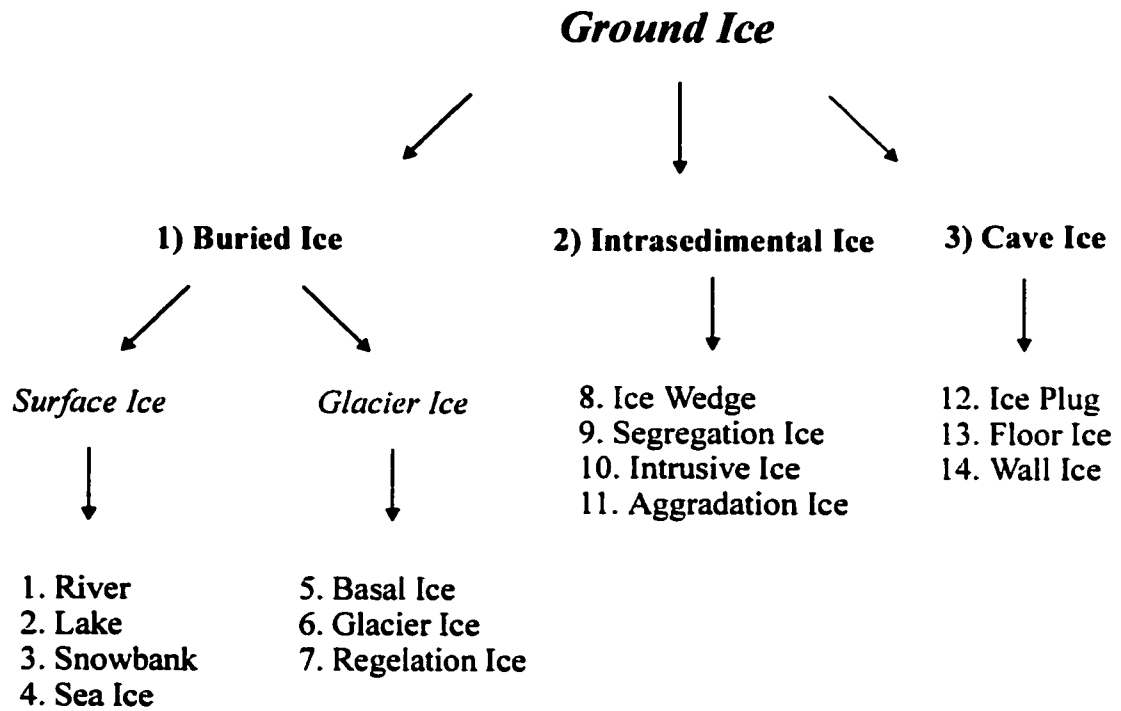 Ground Ice
1) Buried Ice
2) Intrasedimental Ice
3) Cave Ice
Surface Ice
Glacier Ice
8. Ice Wedge
9. Segregation Ice
10. Intrusive Ice
11. Aggradation Ice
12. Ice Plug
13. Floor Ice
14. Wall Ice
1. River
2. Lake
3. Snowbank
4. Sea Ice
5. Basal Ice
6. Glacier Ice
7. Regelation Ice